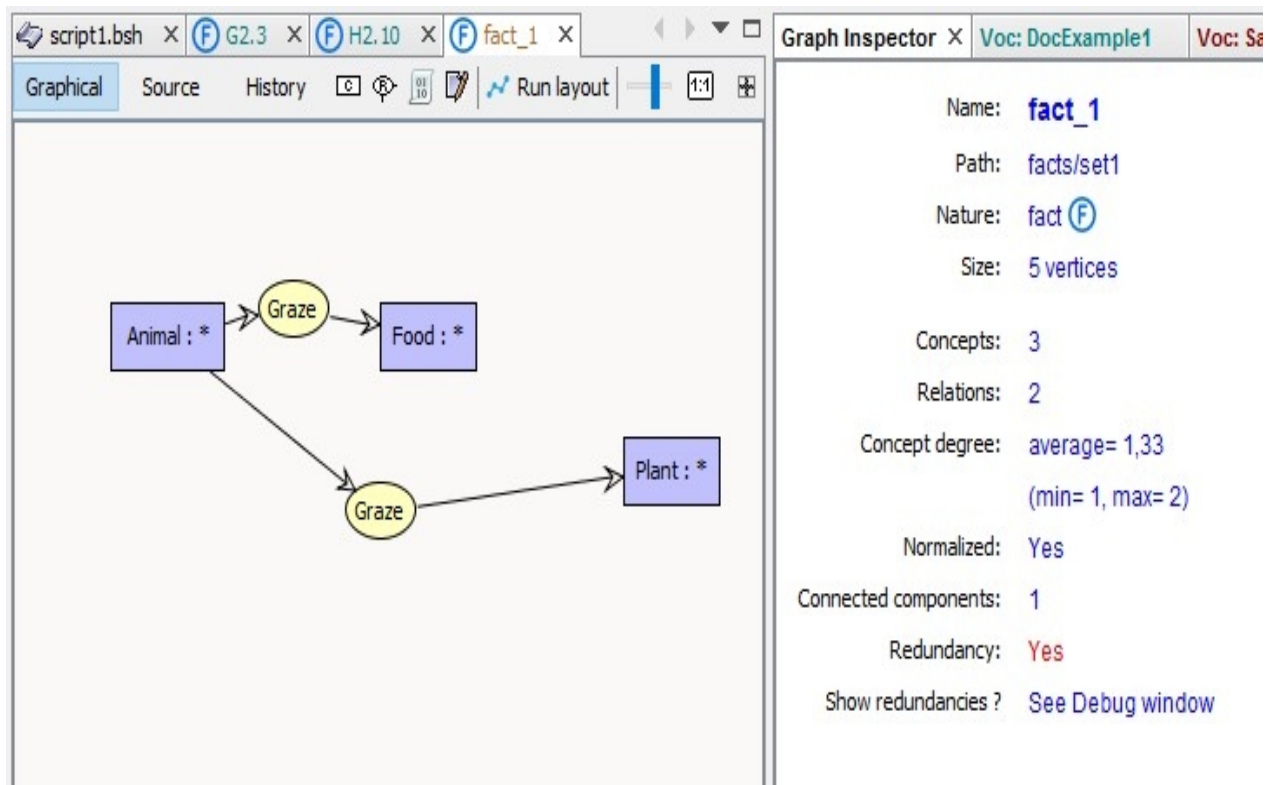 script1.bsh X F G2.3 X F H2.10 X F fact_1 X
Graphical Source History C R 01 10 Run layout 1:1
Animal : *
Graze
Food : *
Graze
Plant : *
Graph Inspector X Voc: DocExample1 Voc: Sa
Name: fact_1
Path: facts/set1
Nature: fact F
Size: 5 vertices
Concepts: 3
Relations: 2
Concept degree: average= 1,33
(min= 1, max= 2)
Normalized: Yes
Connected components: 1
Redundancy: Yes
Show redundancies ? See Debug window